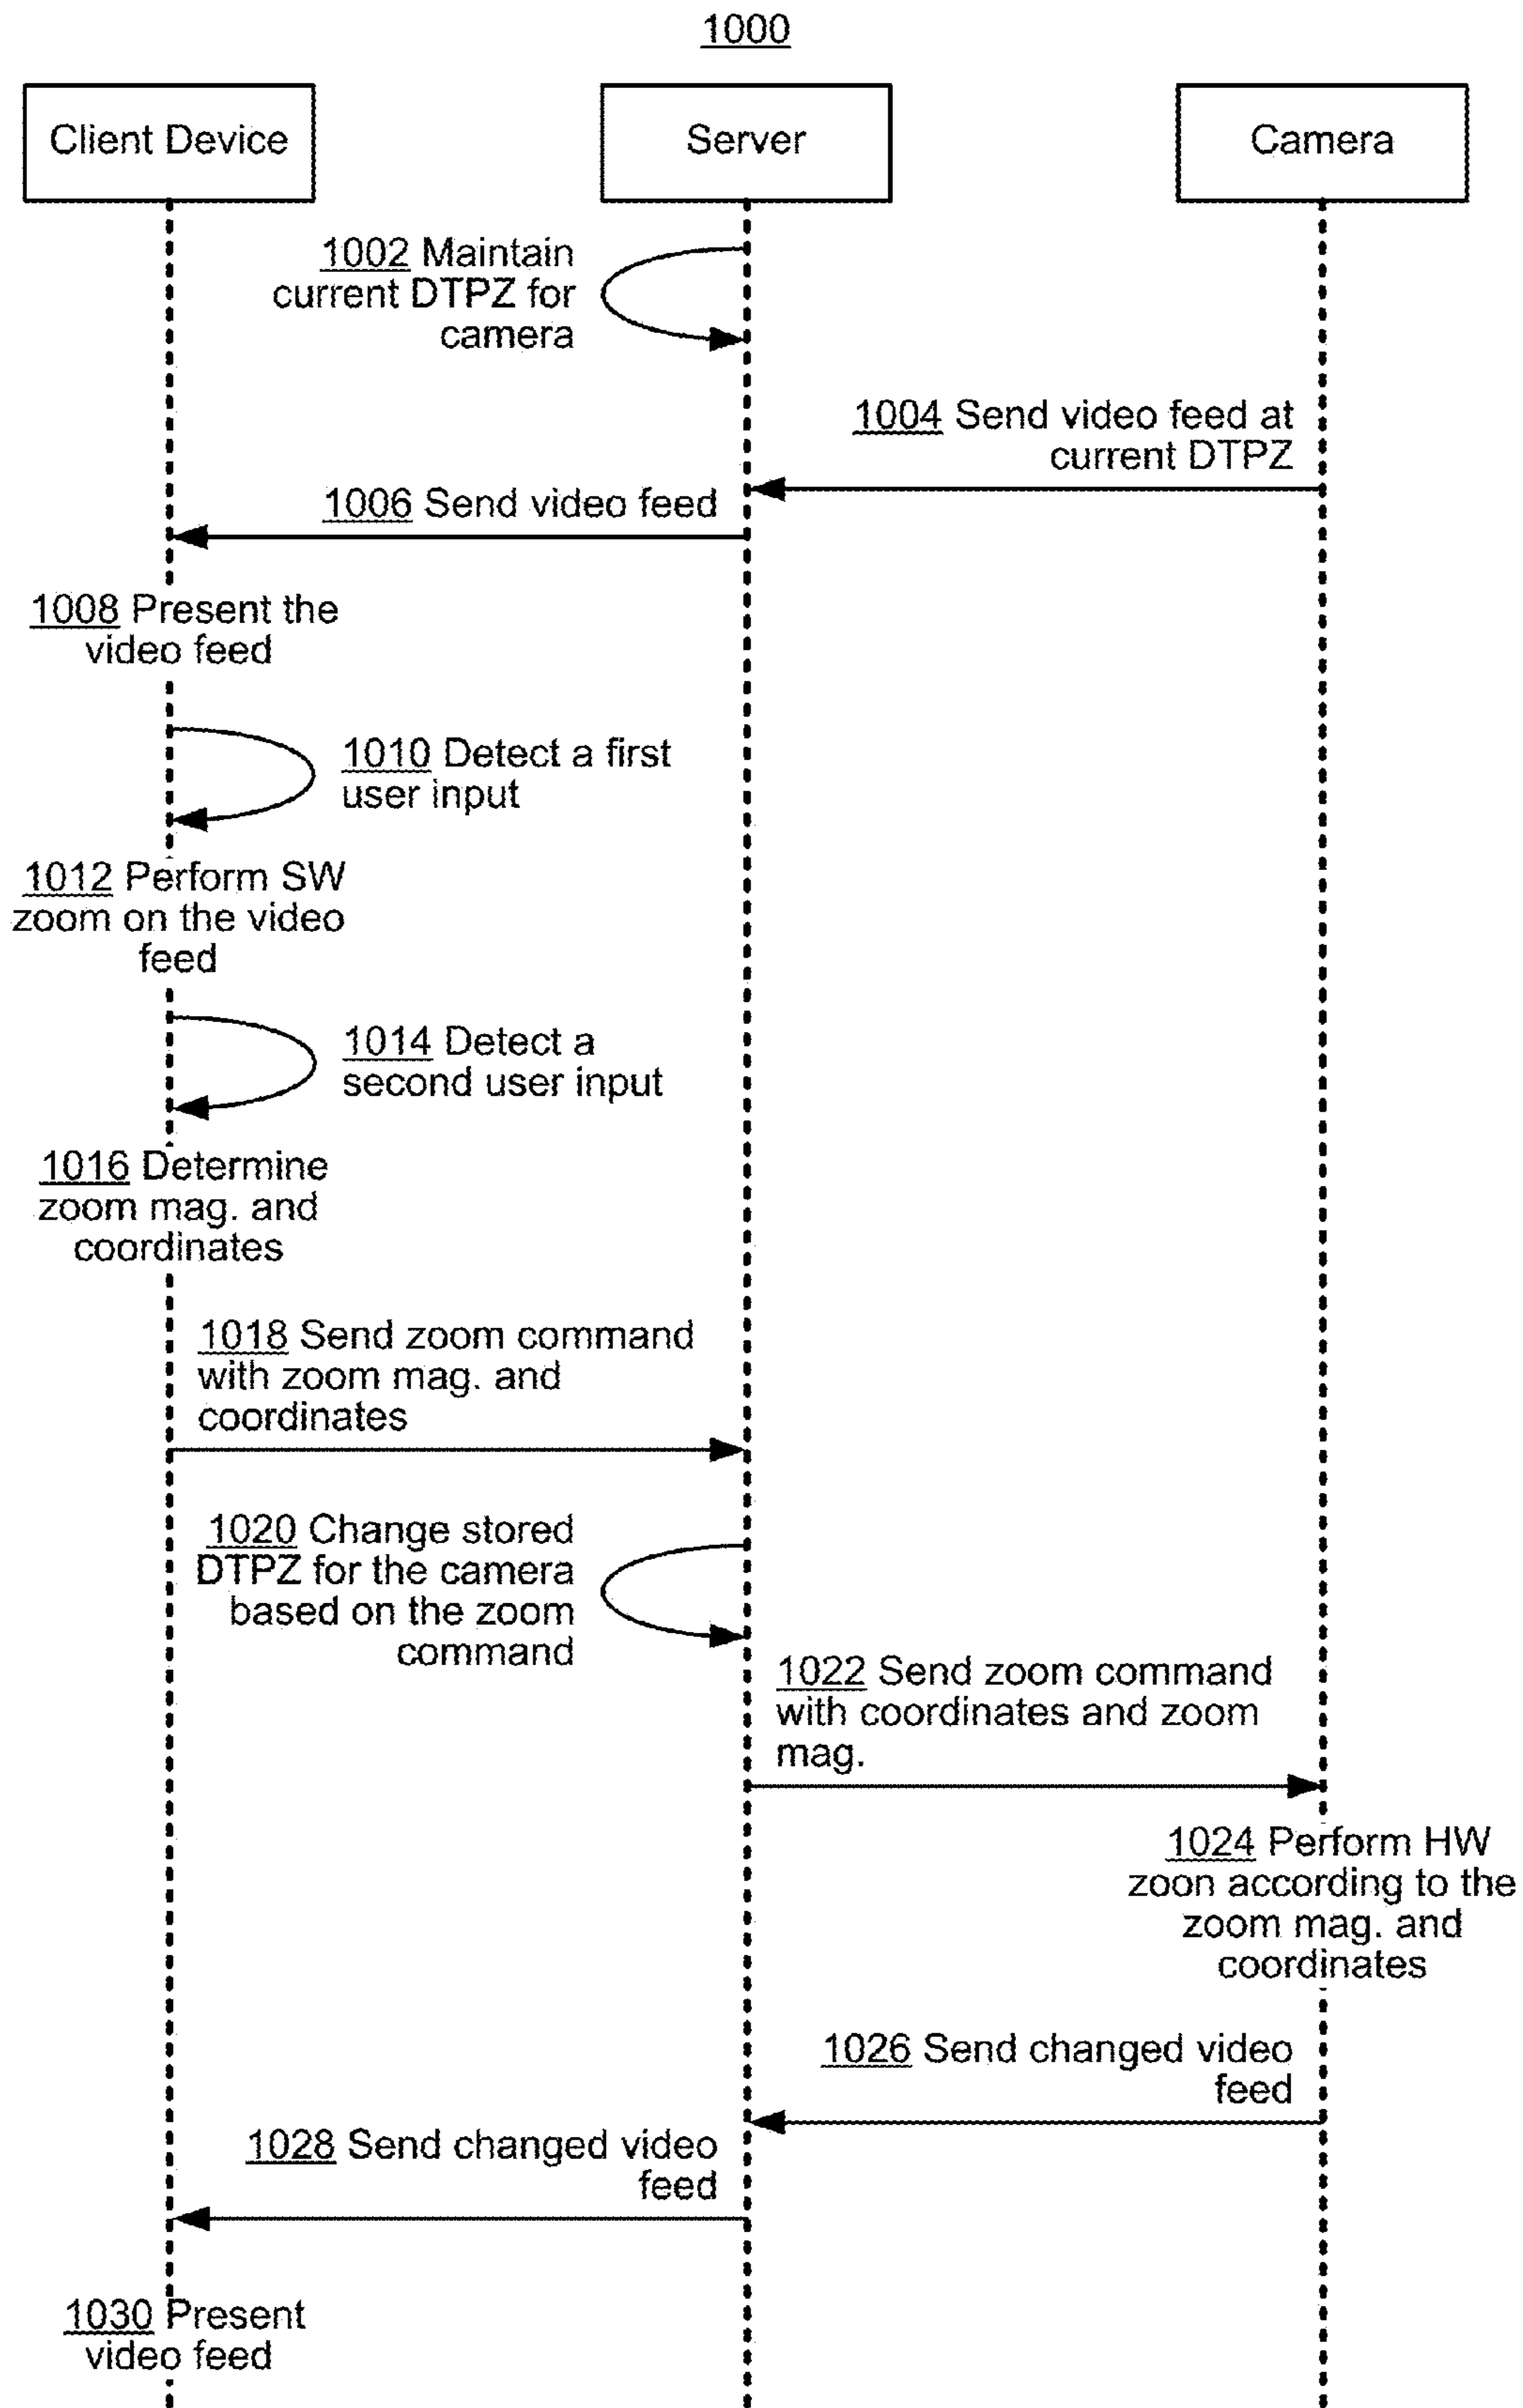 1000
Client Device
Server
Camera
1002 Maintain
current DTPZ for
camera
1004 Send video feed at
current DTPZ
1006 Send video feed
1008 Present the
video feed
1010 Detect a first
user input
1012 Perform SW
zoom on the video
feed
1014 Detect a
second user input
1016 Determine
zoom mag. and
coordinates
1018 Send zoom command
with zoom mag. and
coordinates
1020 Change stored
DTPZ for the camera
based on the zoom
command
1022 Send zoom command
with coordinates and zoom
mag.
1024 Perform HW
zoon according to the
zoom mag. and
coordinates
1026 Send changed video
feed
1028 Send changed video
feed
1030 Present
video feed